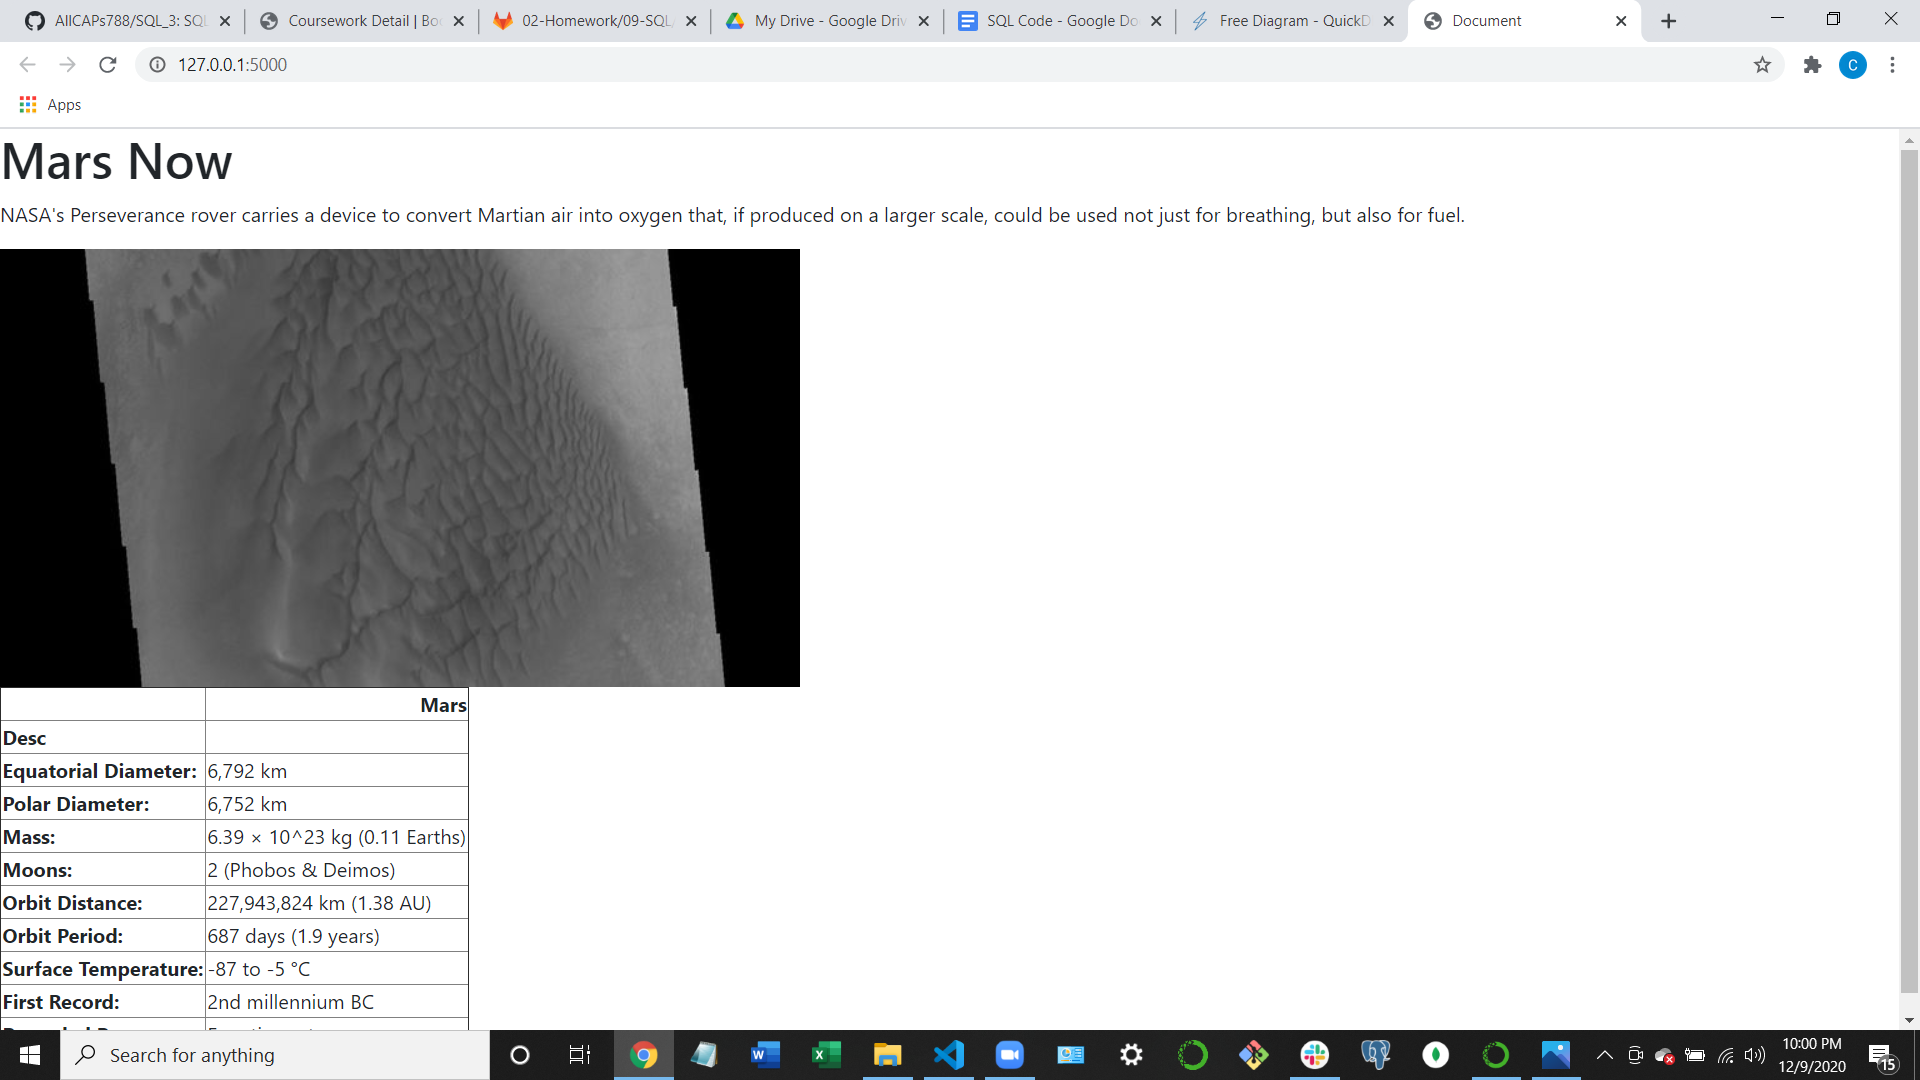 AllCAPs788/SQL_3: SQL
Coursework Detail | Boo
02-Homework/09-SQL/
My Drive - Google Driv
SQL Code - Google Do
Free Diagram - QuickD
Document
127.0.0.1:5000
C
Apps
Mars Now
NASA's Perseverance rover carries a device to convert Martian air into oxygen that, if produced on a larger scale, could be used not just for breathing, but also for fuel.
Mars
Desc
Equatorial Diameter: 6,792 km
Polar Diameter: 6,752 km
Mass: 6.39 × 10^23 kg (0.11 Earths)
Moons: 2 (Phobos & Deimos)
Orbit Distance: 227,943,824 km (1.38 AU)
Orbit Period: 687 days (1.9 years)
Surface Temperature: -87 to -5 °C
First Record: 2nd millennium BC
Search for anything
10:00 PM
12/9/2020
15